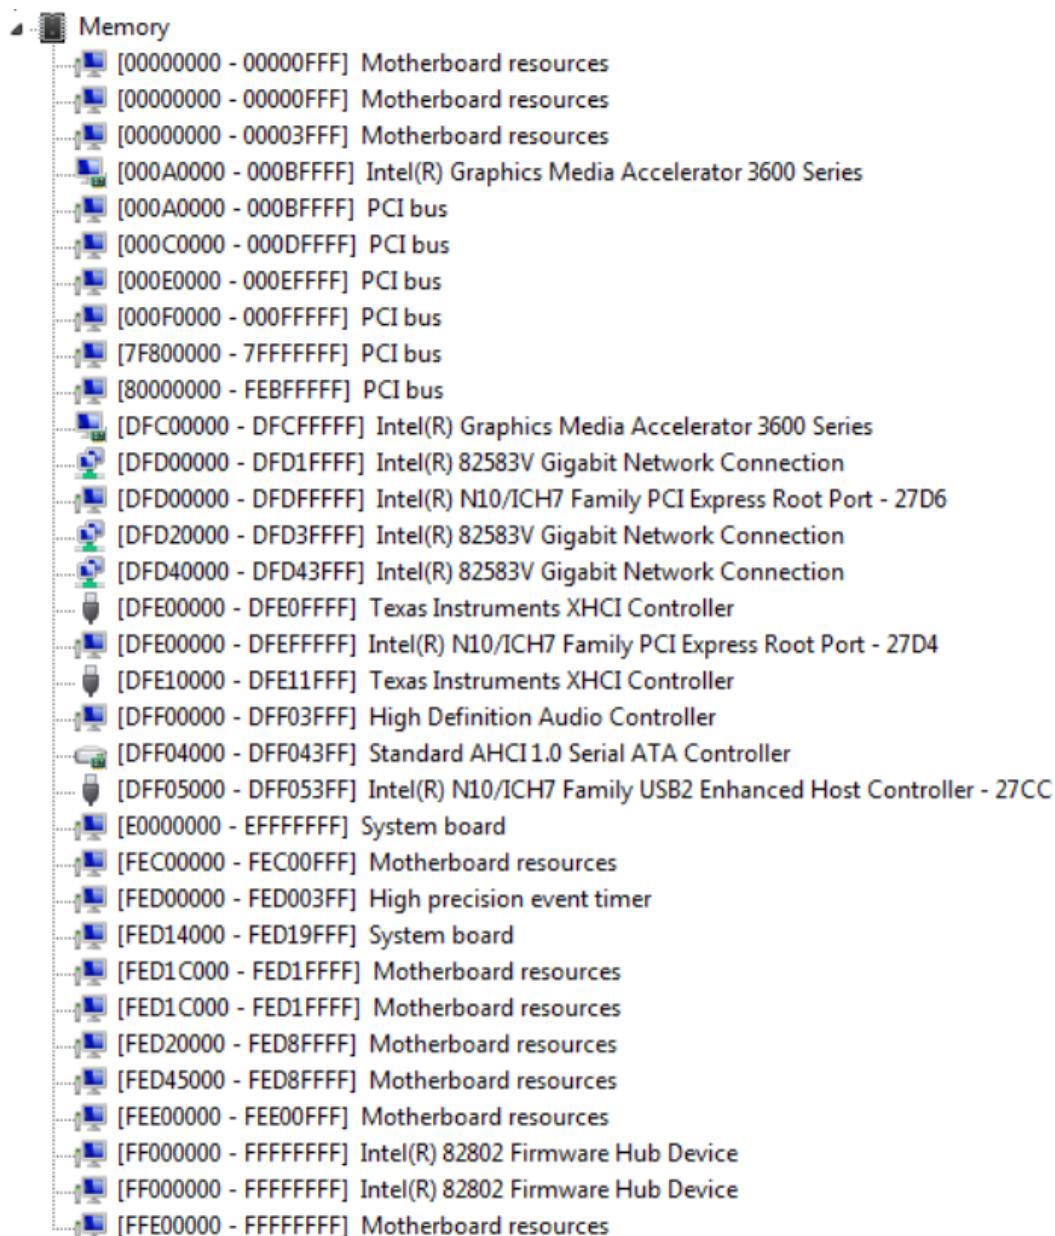 Memory
[00000000 - 00000FFF] Motherboard resources
[00000000 - 00000FFF] Motherboard resources
[00000000 - 00003FFF] Motherboard resources
[000A0000 - 000BFFFF] Intel(R) Graphics Media Accelerator 3600 Series
[000A0000 - 000BFFFF] PCI bus
[000C0000 - 000DFFFF] PCI bus
[000E0000 - 000EFFFF] PCI bus
[000F0000 - 000FFFFF] PCI bus
[7F800000 - 7FFFFFFF] PCI bus
[80000000 - FEBFFFFF] PCI bus
[DFC00000 - DFCFFFFF] Intel(R) Graphics Media Accelerator 3600 Series
[DFD00000 - DFD1FFFF] Intel(R) 82583V Gigabit Network Connection
[DFD00000 - DFDFFFFF] Intel(R) N10/ICH7 Family PCI Express Root Port - 27D6
[DFD20000 - DFD3FFFF] Intel(R) 82583V Gigabit Network Connection
[DFD40000 - DFD43FFF] Intel(R) 82583V Gigabit Network Connection
[DFE00000 - DFE0FFFF] Texas Instruments XHCI Controller
[DFE00000 - DFEFFFFF] Intel(R) N10/ICH7 Family PCI Express Root Port - 27D4
[DFE10000 - DFE11FFF] Texas Instruments XHCI Controller
[DFF00000 - DFF03FFF] High Definition Audio Controller
[DFF04000 - DFF043FF] Standard AHCI 1.0 Serial ATA Controller
[DFF05000 - DFF053FF] Intel(R) N10/ICH7 Family USB2 Enhanced Host Controller - 27CC
[E0000000 - EFFFFFFF] System board
[FEC00000 - FEC00FFF] Motherboard resources
[FED00000 - FED003FF] High precision event timer
[FED14000 - FED19FFF] System board
[FED1C000 - FED1FFFF] Motherboard resources
[FED1C000 - FED1FFFF] Motherboard resources
[FED20000 - FED8FFFF] Motherboard resources
[FED45000 - FED8FFFF] Motherboard resources
[FEE00000 - FEE00FFF] Motherboard resources
[FF000000 - FFFFFFFF] Intel(R) 82802 Firmware Hub Device
[FF000000 - FFFFFFFF] Intel(R) 82802 Firmware Hub Device
[FFE00000 - FFFFFFFF] Motherboard resources